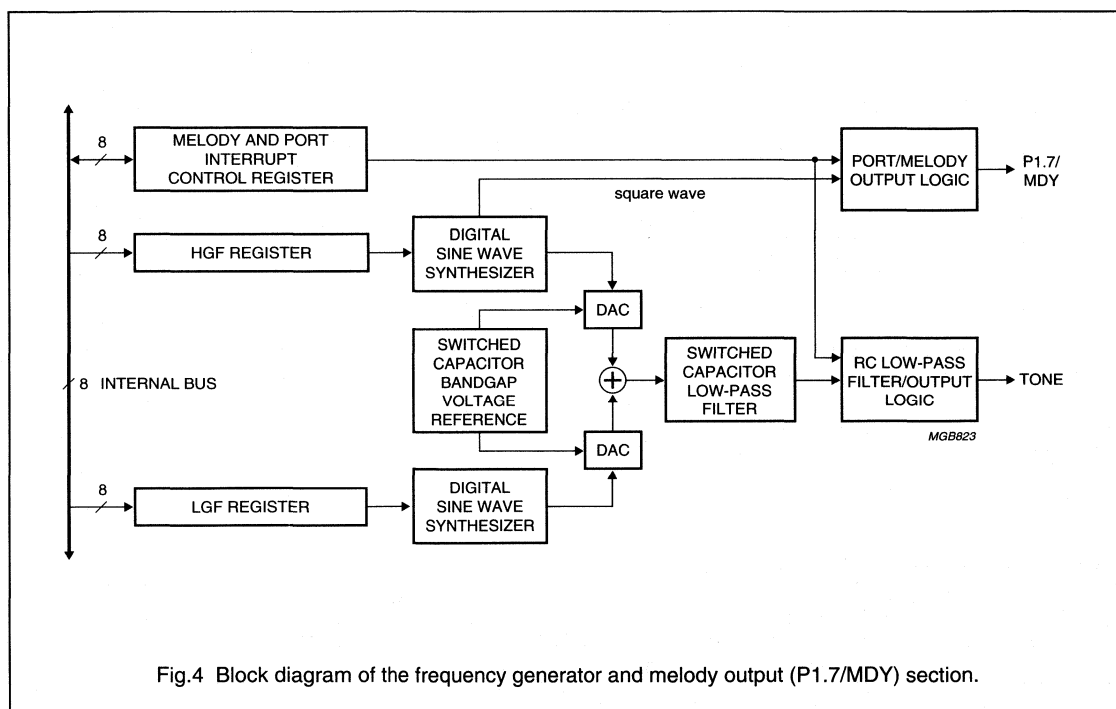 8
MELODY AND PORT
INTERRUPT
CONTROL REGISTER
PORT/MELODY
OUTPUT LOGIC
P1.7/
MDY
square wave
8
HGF REGISTER
DIGITAL
SINE WAVE
SYNTHESIZER
DAC
8 INTERNAL BUS
SWITCHED
CAPACITOR
BANDGAP
VOLTAGE
REFERENCE
+
SWITCHED
CAPACITOR
LOW-PASS
FILTER
RC LOW-PASS
FILTER/OUTPUT
LOGIC
TONE
MGB823
DAC
8
LGF REGISTER
DIGITAL
SINE WAVE
SYNTHESIZER
Fig.4 Block diagram of the frequency generator and melody output (P1.7/MDY) section.